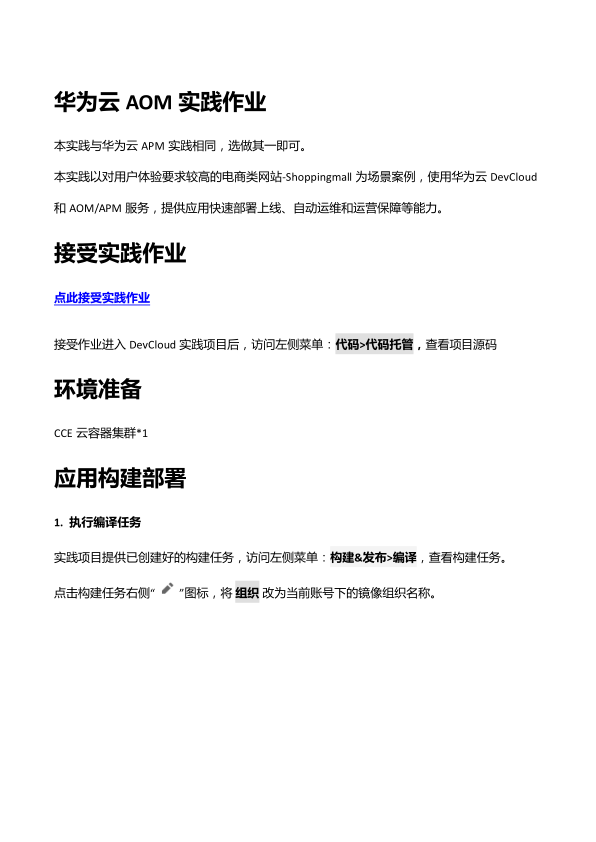 华为云 AOM 实践作业
本实践与华为云 APM 实践相同，选做其一即可。
本实践以对用户体验要求较高的电商类网站-Shoppingmall 为场景案例，使用华为云 DevCloud
和 AOM/APM 服务，提供应用快速部署上线、自动运维和运营保障等能力。
接受实践作业
点此接受实践作业
接受作业进入 DevCloud 实践项目后，访问左侧菜单：代码>代码托管，查看项目源码
环境准备
CCE 云容器集群*1
应用构建部署
1. 执行编译任务
实践项目提供已创建好的构建任务，访问左侧菜单：构建&发布>编译，查看构建任务。
点击构建任务右侧“ ”图标，将 组织 改为当前账号下的镜像组织名称。